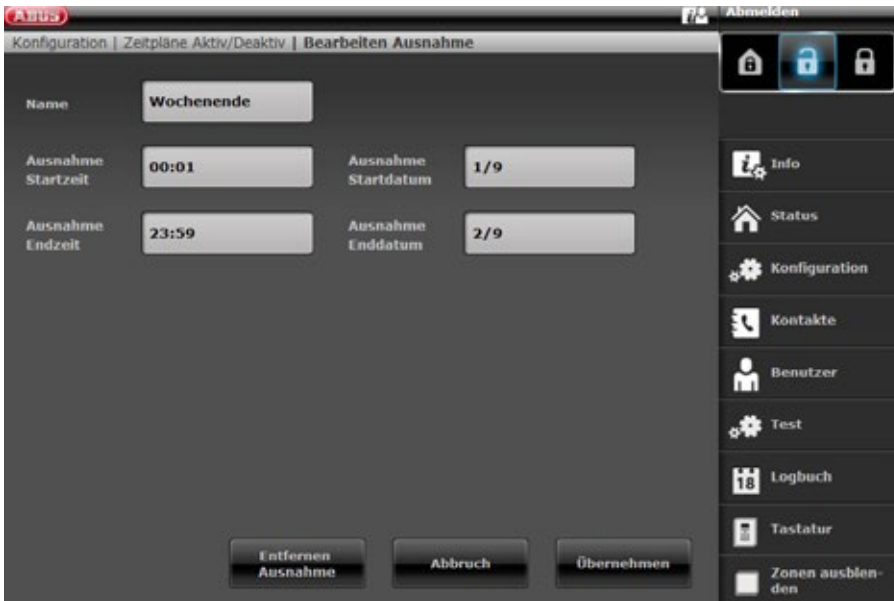 ABUS
Abmelden
Konfiguration | Zeitpläne Aktiv/Deaktiv | Bearbeiten Ausnahme
Name
Wochenende
Ausnahme
Startzeit
00:01
Ausnahme
Startdatum
1/9
Ausnahme
Endzeit
23:59
Ausnahme
Enddatum
2/9
Entfernen
Ausnahme
Abbruch
Übernehmen
Info
Status
Konfiguration
Kontakte
Benutzer
Test
18
Logbuch
Tastatur
Zonen ausblen-
den